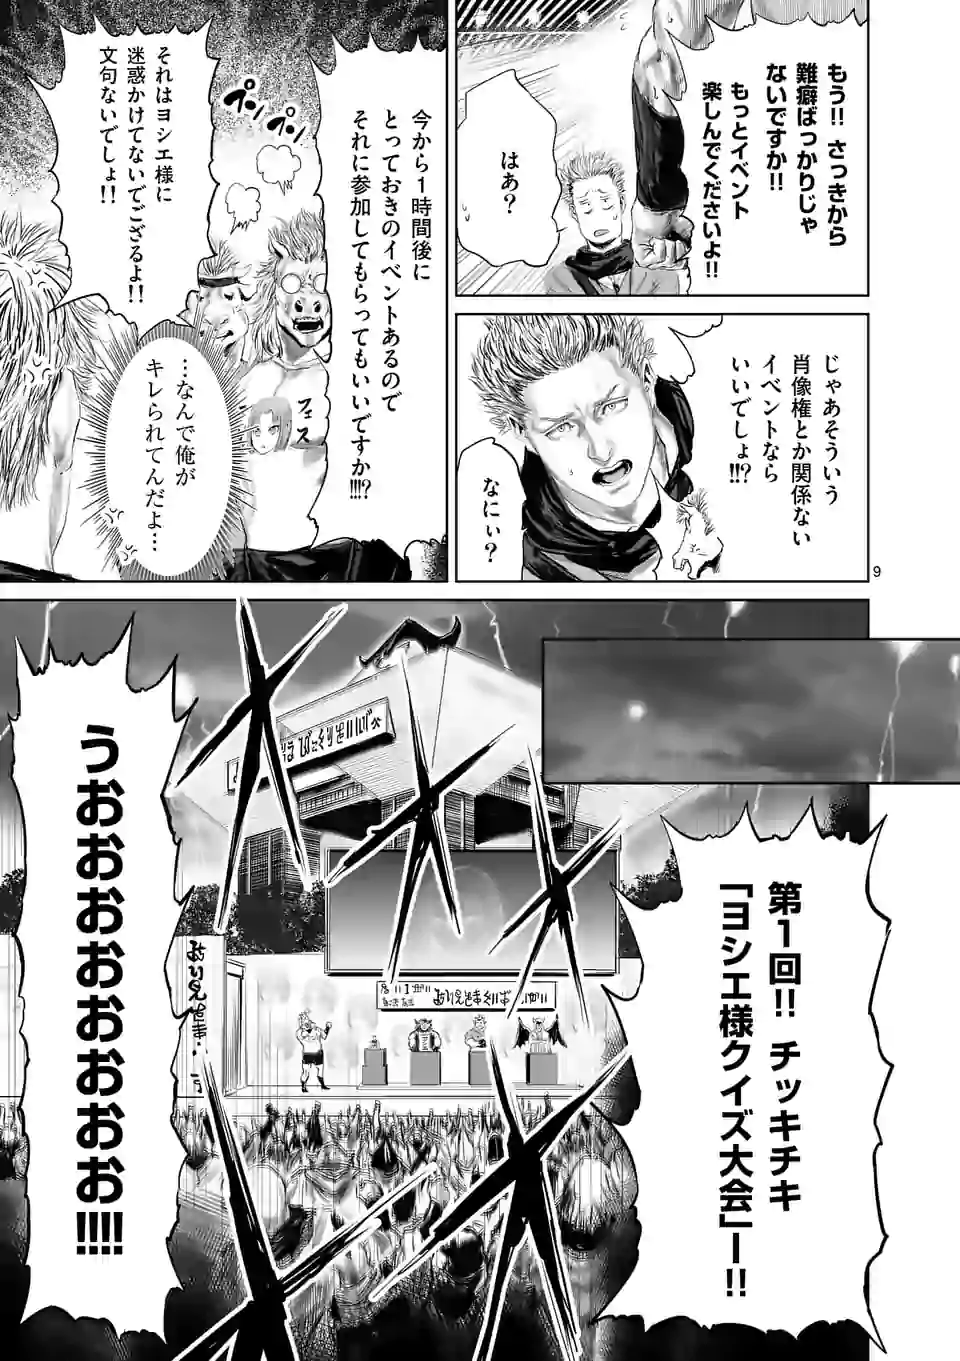 もう!! さっきから
難癖ばっかりじゃ
ないですか!!
もっとイベント
楽しんでくださいよ!!
はあ？
じゃあそういう
肖像権とか関係ない
イベントなら
いいでしょ!!?
なにぃ？
今から1時間後に
とっておきのイベントあるので
それに参加してもらってもいいですか!!!?
プンプン
フェス
それはヨシエ様に
迷惑かけてないでござるよ!!
文句ないでしょ!!
…なんで俺が
キレられてんだよ…
9
第1回!! チッキチキ
「ヨシエ様クイズ大会」ー!!
うおおおおおおおおお!!!!